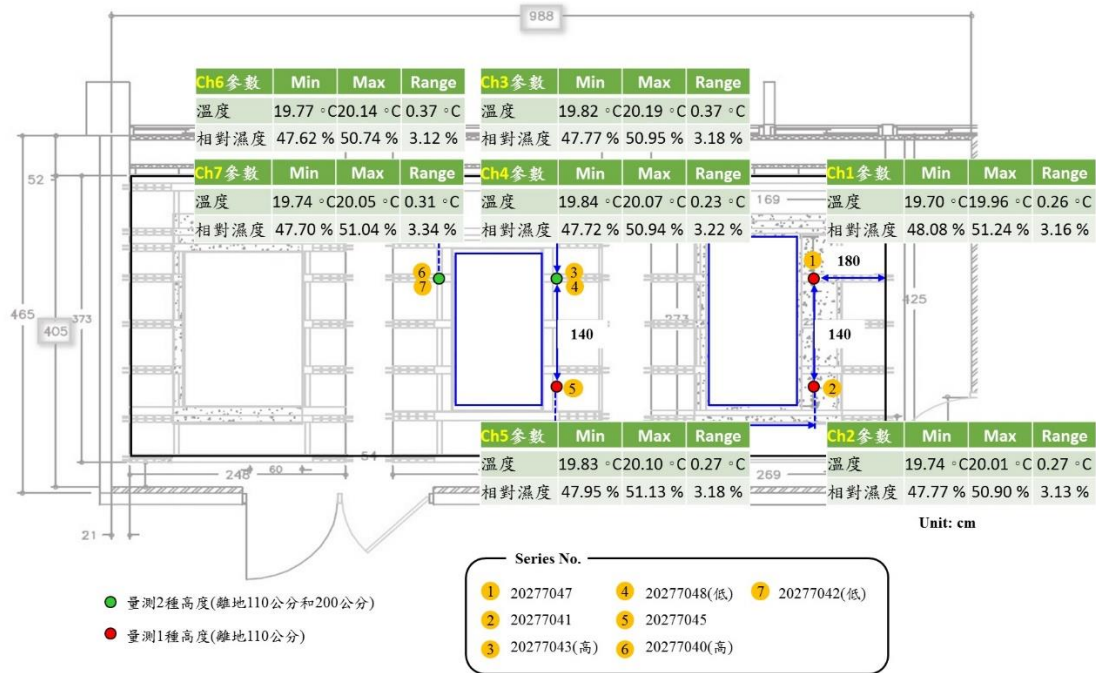 988
Ch6參數 Min Max Range
溫度 19.77 °C 20.14 °C 0.37 °C
相對濕度 47.62 % 50.74 % 3.12 %
Ch3參數 Min Max Range
溫度 19.82 °C 20.19 °C 0.37 °C
相對濕度 47.77 % 50.95 % 3.18 %
52
Ch7參數 Min Max Range
溫度 19.74 °C 20.05 °C 0.31 °C
相對濕度 47.70 % 51.04 % 3.34 %
Ch4參數 Min Max Range
溫度 19.84 °C 20.07 °C 0.23 °C
相對濕度 47.72 % 50.94 % 3.22 %
169
Ch1參數 Min Max Range
溫度 19.70 °C 19.96 °C 0.26 °C
相對濕度 48.08 % 51.24 % 3.16 %
6
7
3
4
1
180
465
405
373
140
273
140
425
5
2
Ch5參數 Min Max Range
溫度 19.83 °C 20.10 °C 0.27 °C
相對濕度 47.95 % 51.13 % 3.18 %
Ch2參數 Min Max Range
溫度 19.74 °C 20.01 °C 0.27 °C
相對濕度 47.77 % 50.90 % 3.13 %
54
248
60
269
21
Unit: cm
Series No.
1 20277047
4 20277048(低)
7 20277042(低)
2 20277041
5 20277045
3 20277043(高)
6 20277040(高)
量測2種高度(離地110公分和200公分)
量測1種高度(離地110公分)